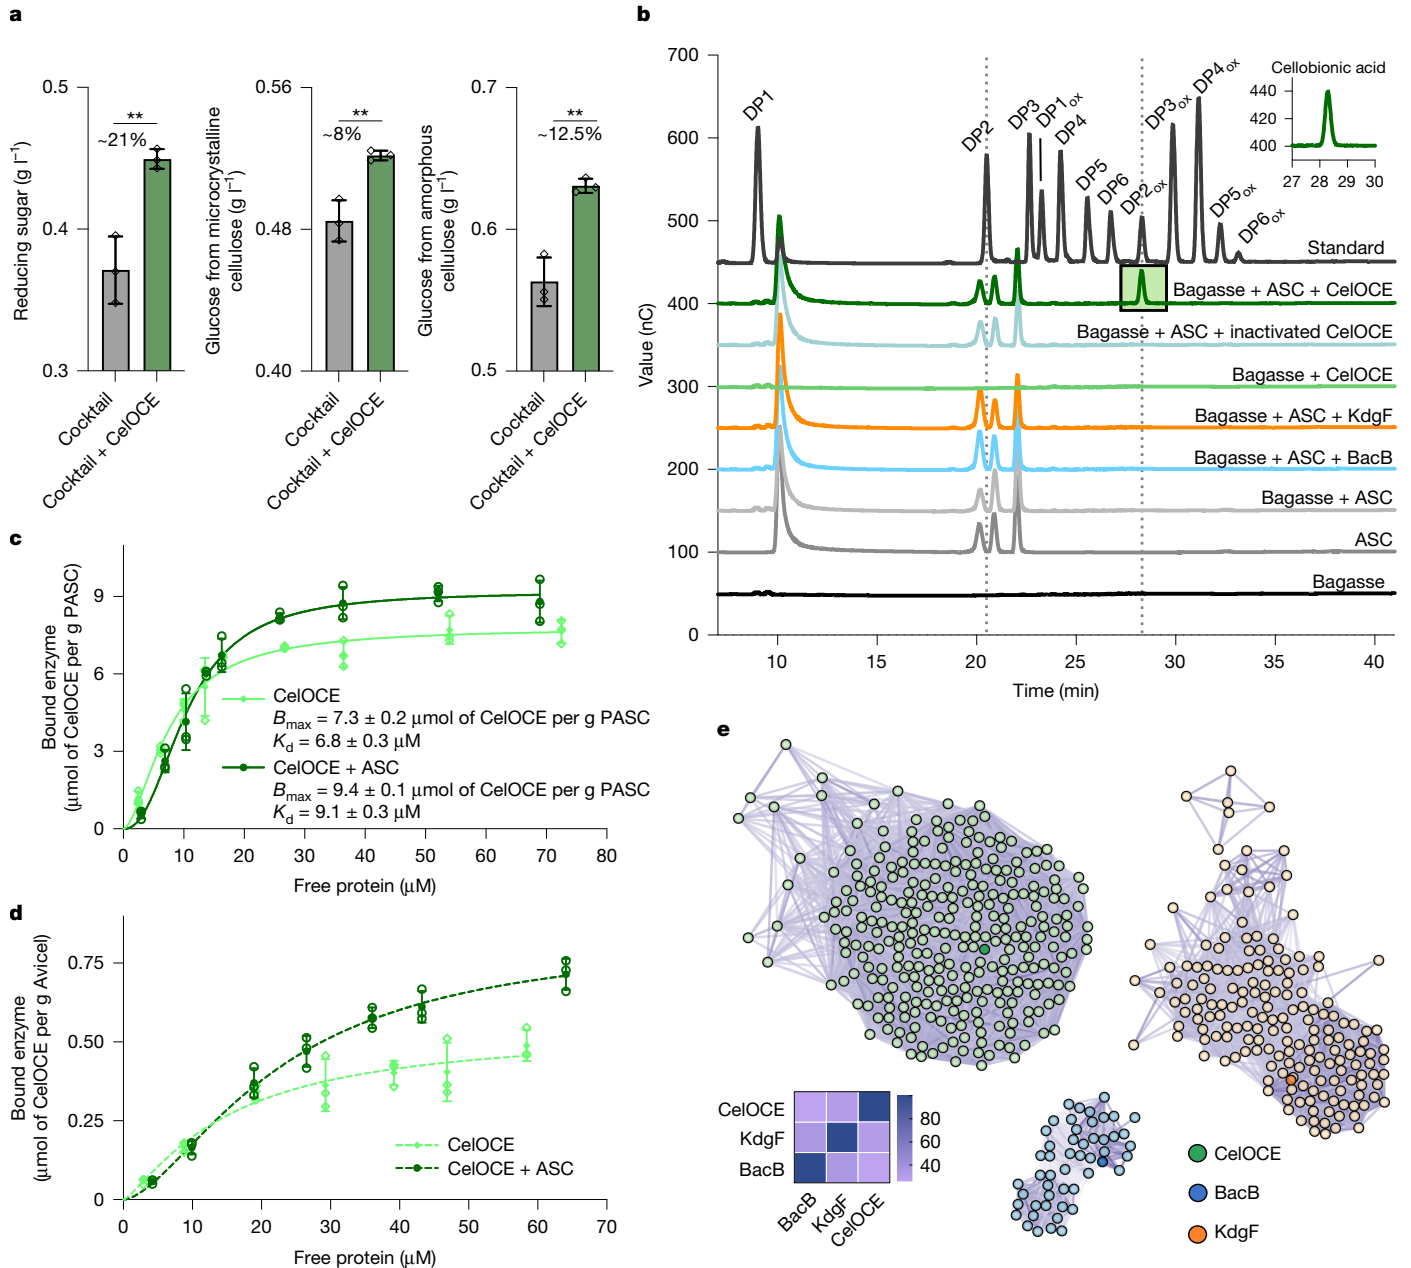 a
0.5
0.4
0.3
Reducing sugar (g l⁻¹)
**
~21%
Cocktail
Cocktail + CelOCE
0.56
0.48
0.40
Glucose from microcrystalline
cellulose (g l⁻¹)
**
~8%
Cocktail
Cocktail + CelOCE
0.7
0.6
0.5
Glucose from amorphous
cellulose (g l⁻¹)
**
~12.5%
Cocktail
Cocktail + CelOCE
b
700
600
500
400
300
200
100
0
Value (nC)
DP1
DP2
DP3
DP1ox
DP4
DP5
DP6
DP2ox
DP3ox
DP4ox
DP5ox
DP6ox
Cellobionic acid
440
420
400
27 28 29 30
Standard
Bagasse + ASC + CelOCE
Bagasse + ASC + inactivated CelOCE
Bagasse + CelOCE
Bagasse + ASC + KdgF
Bagasse + ASC + BacB
Bagasse + ASC
ASC
Bagasse
10 15 20 25 30 35 40
Time (min)
c
9
6
3
0
Bound enzyme
(μmol of CelOCE per g PASC)
CelOCE
Bmax = 7.3 ± 0.2 μmol of CelOCE per g PASC
Kd = 6.8 ± 0.3 μM
CelOCE + ASC
Bmax = 9.4 ± 0.1 μmol of CelOCE per g PASC
Kd = 9.1 ± 0.3 μM
0 10 20 30 40 50 60 70 80
Free protein (μM)
d
0.75
0.50
0.25
0
Bound enzyme
(μmol of CelOCE per g Avicel)
CelOCE
CelOCE + ASC
0 10 20 30 40 50 60 70
Free protein (μM)
e
CelOCE
KdgF
BacB
BacB
KdgF
CelOCE
80
60
40
CelOCE
BacB
KdgF